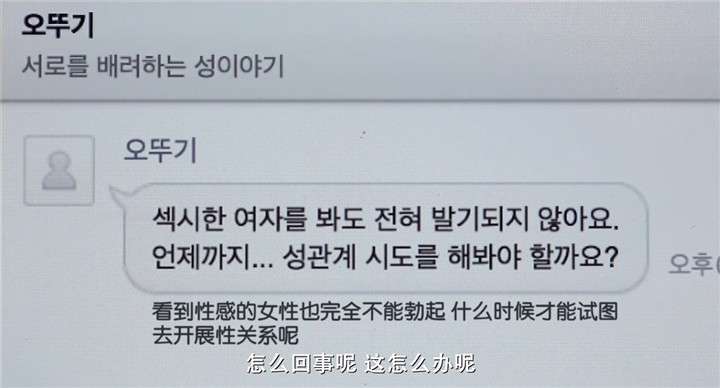 오뚜기
서로를 배려하는 성이야기
오뚜기
섹시한 여자를 봐도 전혀 발기되지 않아요.
언제까지... 성관계 시도를 해봐야 할까요?
오후
看到性感的女性也完全不能勃起 什么时候才能试图
去开展性关系呢
怎么回事呢 这怎么办呢